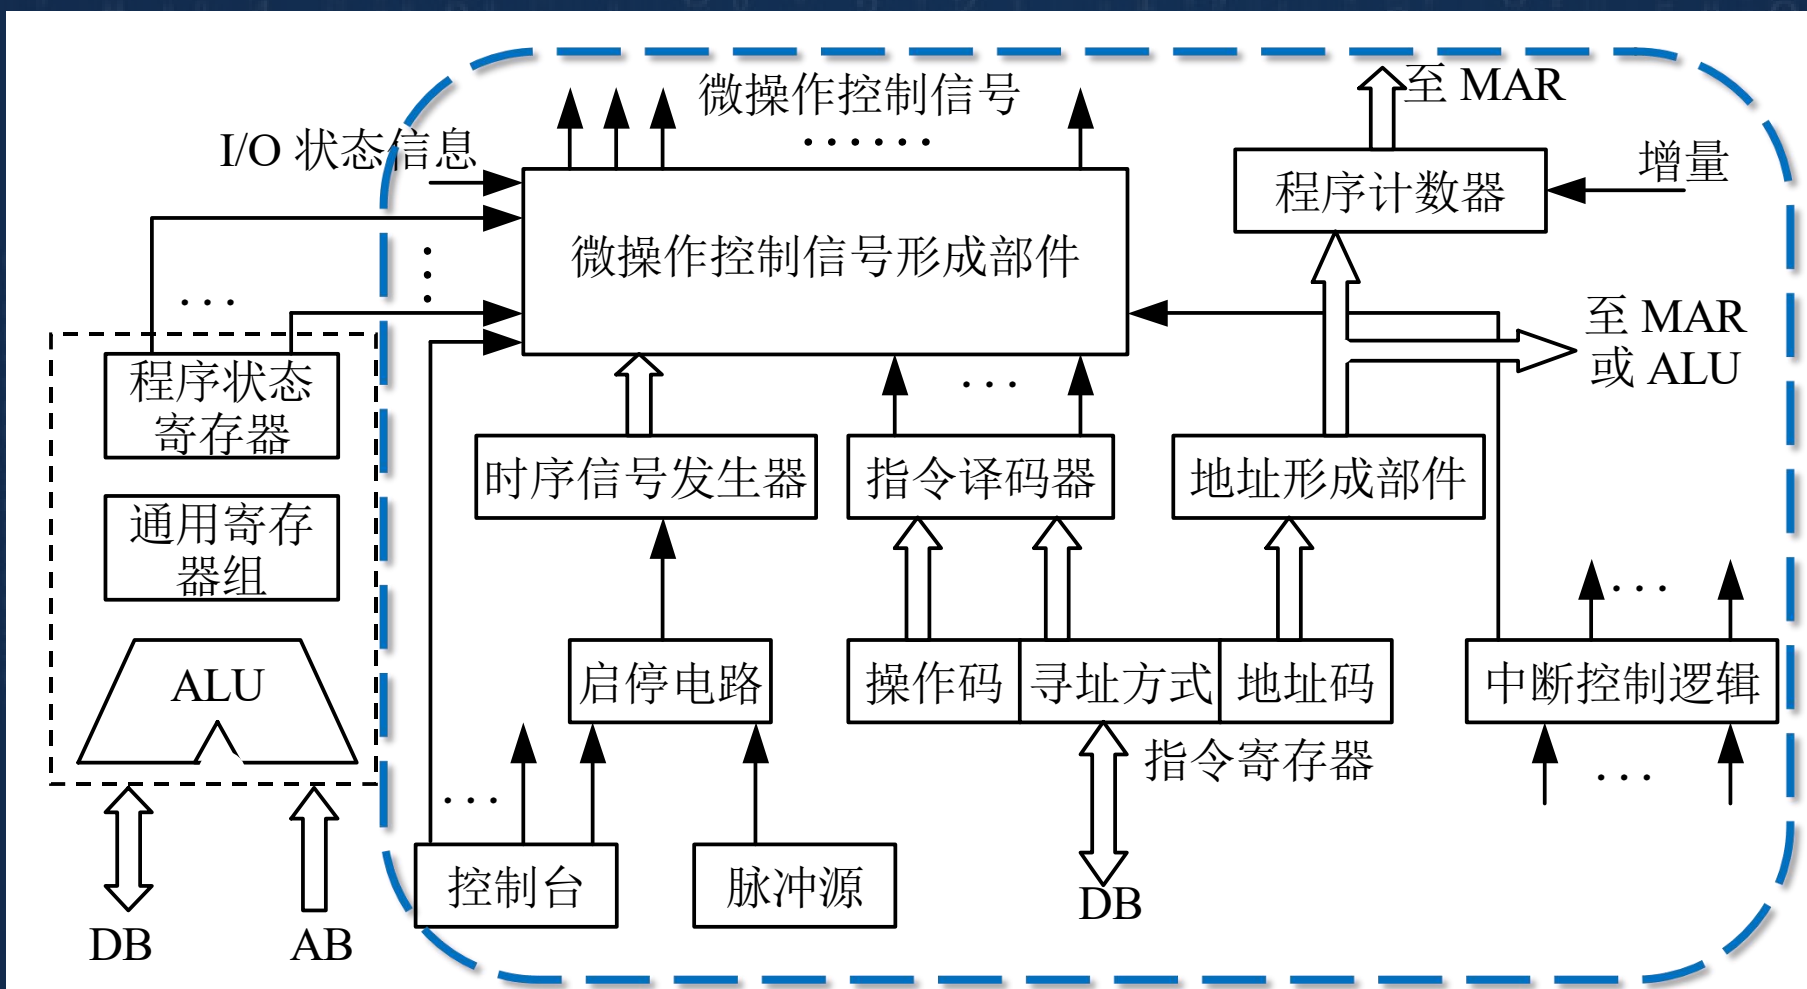 微操作控制信号
······
至 MAR
I/O 状态信息
增量
程序计数器
微操作控制信号形成部件
···
···
至 MAR
或 ALU
程序状态
寄存器
···
时序信号发生器
指令译码器
地址形成部件
通用寄存
器组
···
ALU
启停电路
操作码
寻址方式
地址码
中断控制逻辑
指令寄存器
···
···
控制台
脉冲源
DB
DB
AB